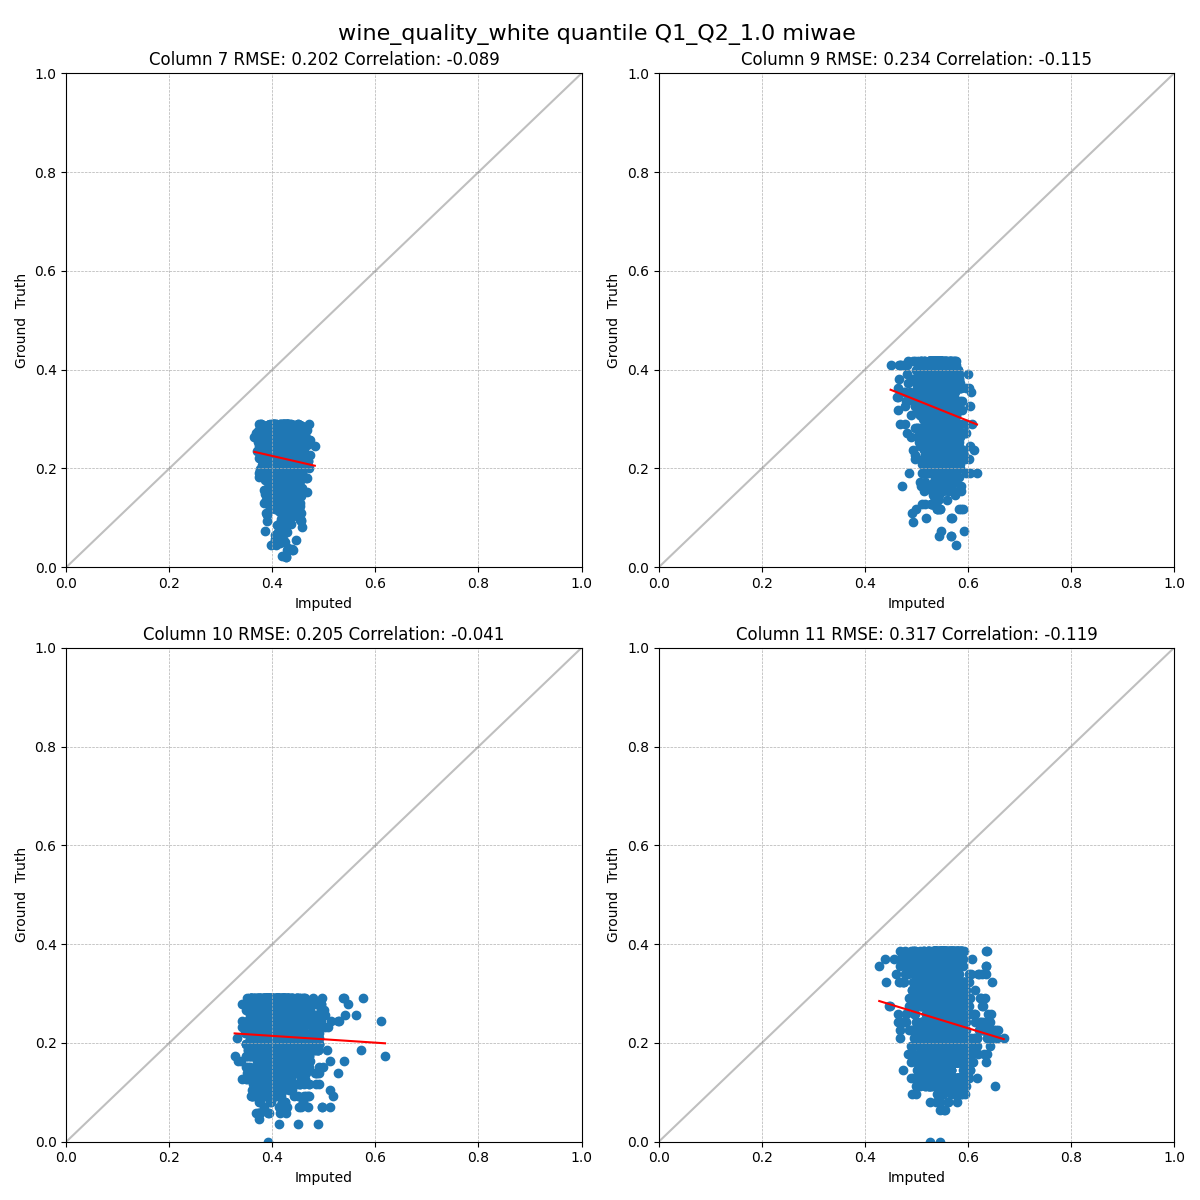 wine_quality_white quantile Q1_Q2_1.0 miwae
Column 7 RMSE: 0.202 Correlation: -0.089
1.0
0.8
0.6
0.4
0.2
0.0
Ground Truth
0.0 0.2 0.4 0.6 0.8 1.0
Imputed
Column 9 RMSE: 0.234 Correlation: -0.115
1.0
0.8
0.6
0.4
0.2
0.0
Ground Truth
0.0 0.2 0.4 0.6 0.8 1.0
Imputed
Column 10 RMSE: 0.205 Correlation: -0.041
1.0
0.8
0.6
0.4
0.2
0.0
Ground Truth
0.0 0.2 0.4 0.6 0.8 1.0
Imputed
Column 11 RMSE: 0.317 Correlation: -0.119
1.0
0.8
0.6
0.4
0.2
0.0
Ground Truth
0.0 0.2 0.4 0.6 0.8 1.0
Imputed